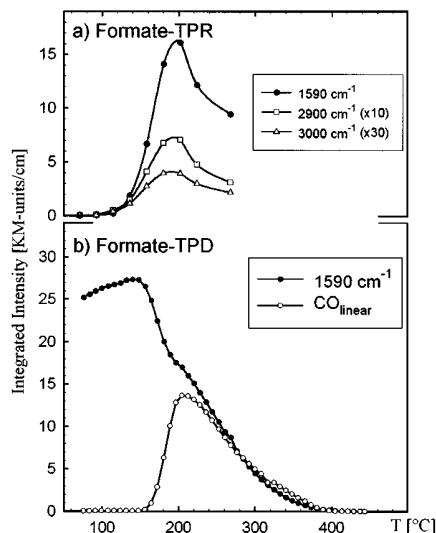 a) Formate-TPR
15
10
5
0
1590 cm⁻¹
2900 cm⁻¹ (x10)
3000 cm⁻¹ (x30)
Integrated Intensity [KM-units/cm]
b) Formate-TPD
30
25
20
15
10
5
0
1590 cm⁻¹
CO linear
100
200
300
400
T [°C]